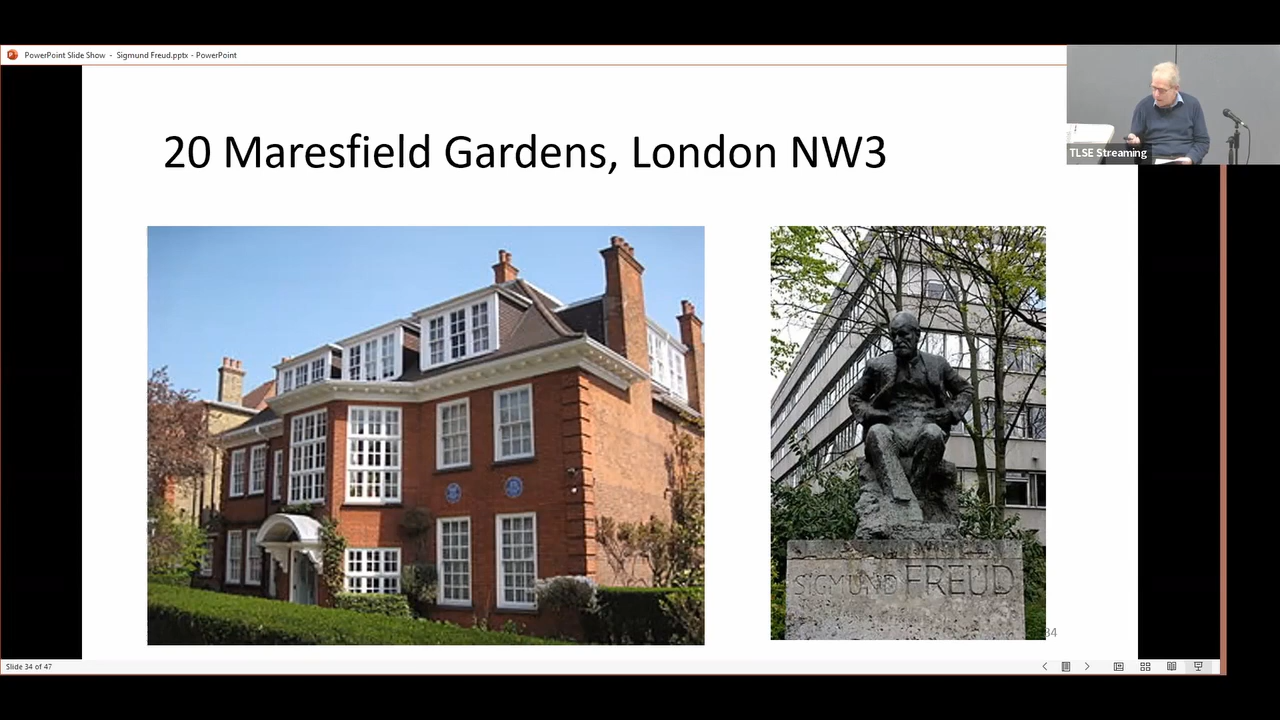 PowerPoint Slide Show - Sigmund Freud.pptx - PowerPoint
TLSE Streaming
20 Maresfield Gardens, London NW3
SIGMUND FREUD
34
Slide 34 of 47